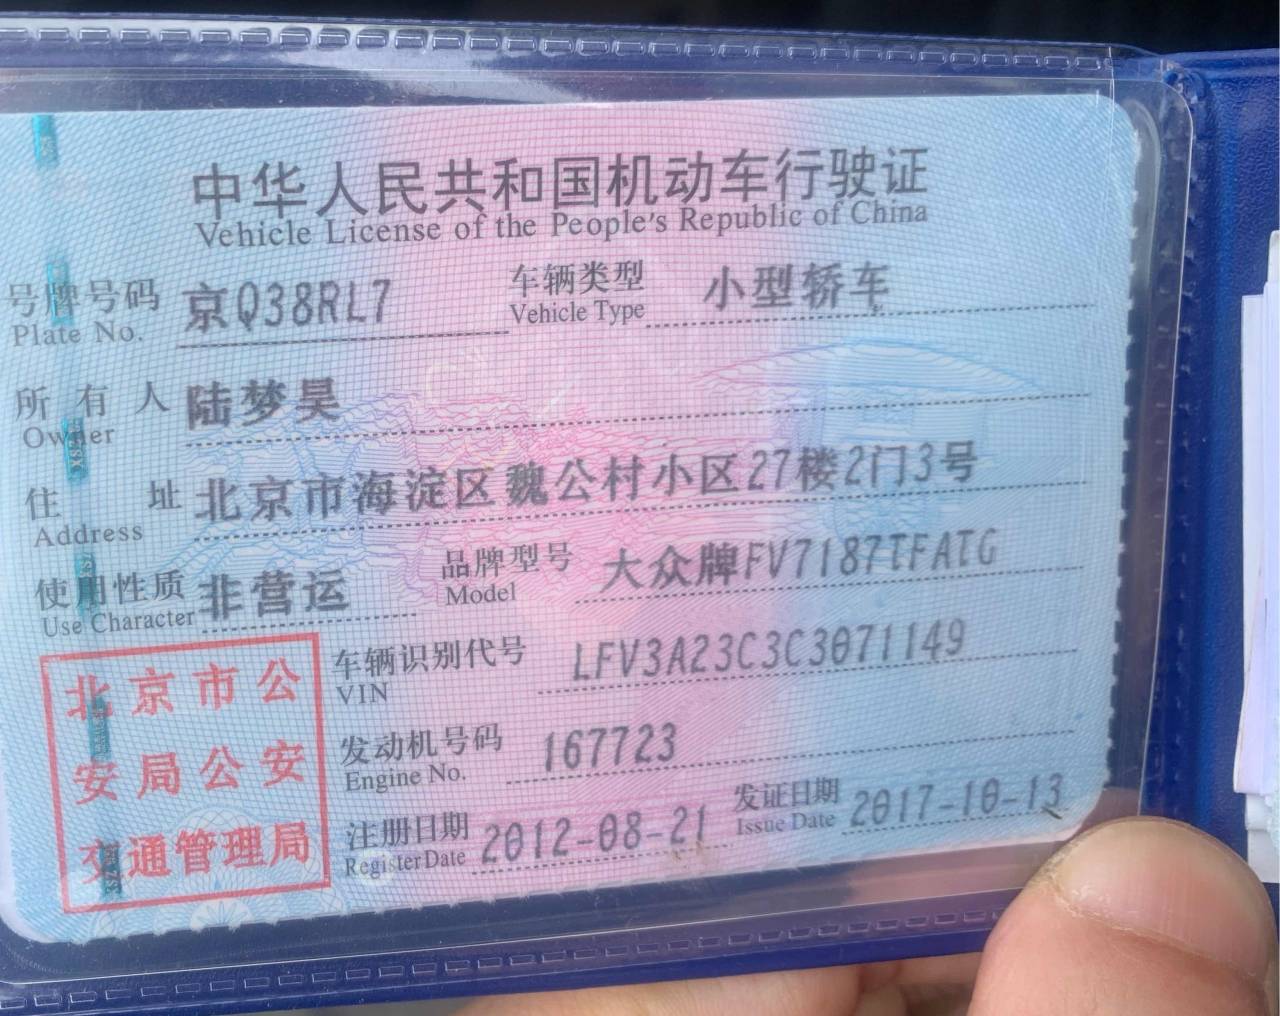 中华人民共和国机动车行驶证
Vehicle License of the People's Republic of China
号牌号码 京Q38RL7 车辆类型 小型轿车
Plate No. Vehicle Type
所有人 陆梦昊
Owner
住址 北京市海淀区魏公村小区27楼2门3号
Address
使用性质 非营运 品牌型号 大众牌FV7187TFATG
Use Character Model
北京市公
安局公安
交通管理局
车辆识别代号 LFV3A23C3C3071149
VIN
发动机号码 167723
Engine No.
注册日期 2012-08-21 发证日期 2017-10-13
Register Date Issue Date